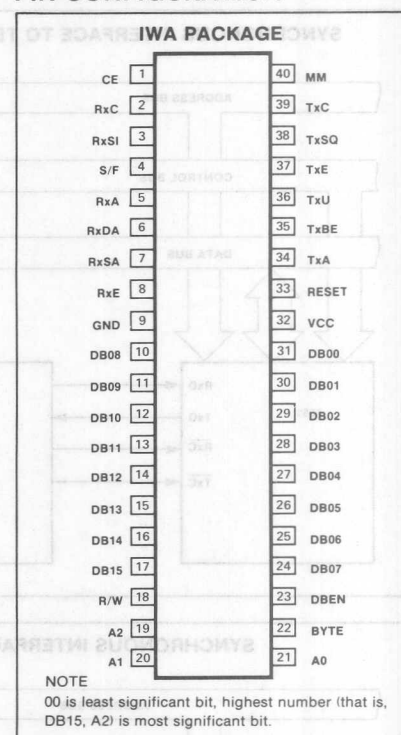 IWA PACKAGE
CE 1 40 MM
RxC 2 39 TxC
RxSI 3 38 TxSQ
S/F 4 37 TxE
RxA 5 36 TxU
RxDA 6 35 TxBE
RxSA 7 34 TxA
RxE 8 33 RESET
GND 9 32 VCC
DB08 10 31 DB00
DB09 11 30 DB01
DB10 12 29 DB02
DB11 13 28 DB03
DB12 14 27 DB04
DB13 15 26 DB05
DB14 16 25 DB06
DB15 17 24 DB07
R/W 18 23 DBEN
A2 19 22 BYTE
A1 20 21 A0
NOTE
00 is least significant bit, highest number (that is,
DB15, A2) is most significant bit.